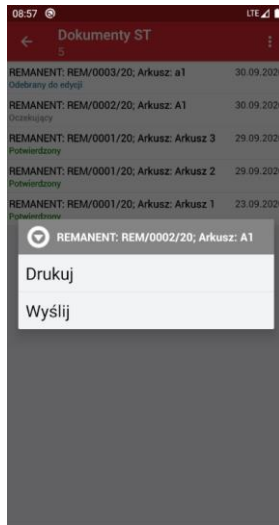 08:57 LTE
Dokumenty ST
5
REMANENT: REM/0003/20; Arkusz: a1 30.09.202
Odebrany do edycji
REMANENT: REM/0002/20; Arkusz: A1 30.09.202
Oczekujący
REMANENT: REM/0001/20; Arkusz: Arkusz 3 29.09.202
Potwierdzony
REMANENT: REM/0001/20; Arkusz: Arkusz 2 29.09.202
Potwierdzony
REMANENT: REM/0001/20; Arkusz: Arkusz 1 23.09.202
Potwierdzony
REMANENT: REM/0002/20; Arkusz: A1
Drukuj
Wyślij